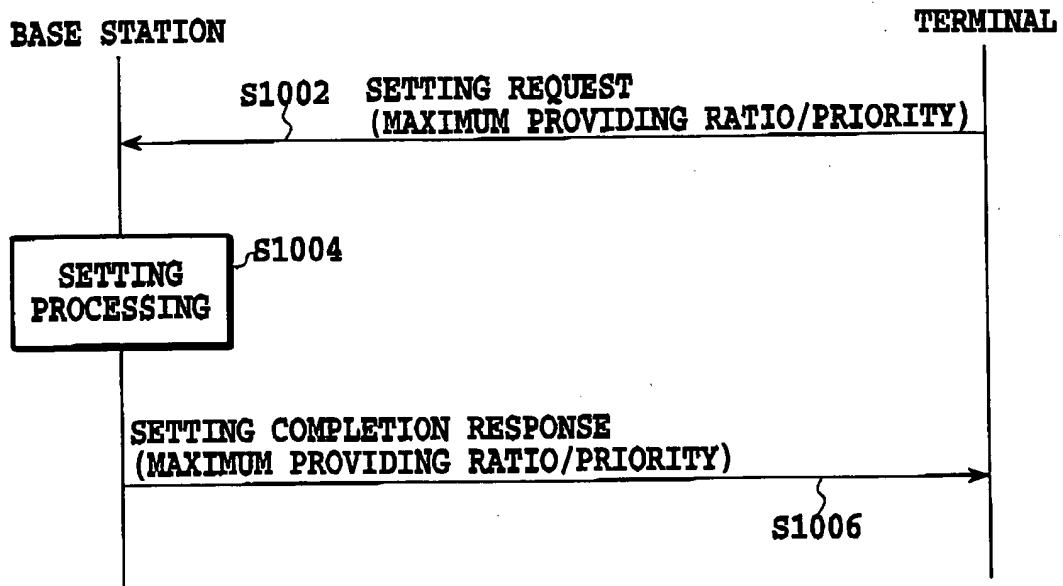 BASE STATION
TERMINAL
S1002
SETTING REQUEST
(MAXIMUM PROVIDING RATIO/PRIORITY)
S1004
SETTING
PROCESSING
SETTING COMPLETION RESPONSE
(MAXIMUM PROVIDING RATIO/PRIORITY)
S1006